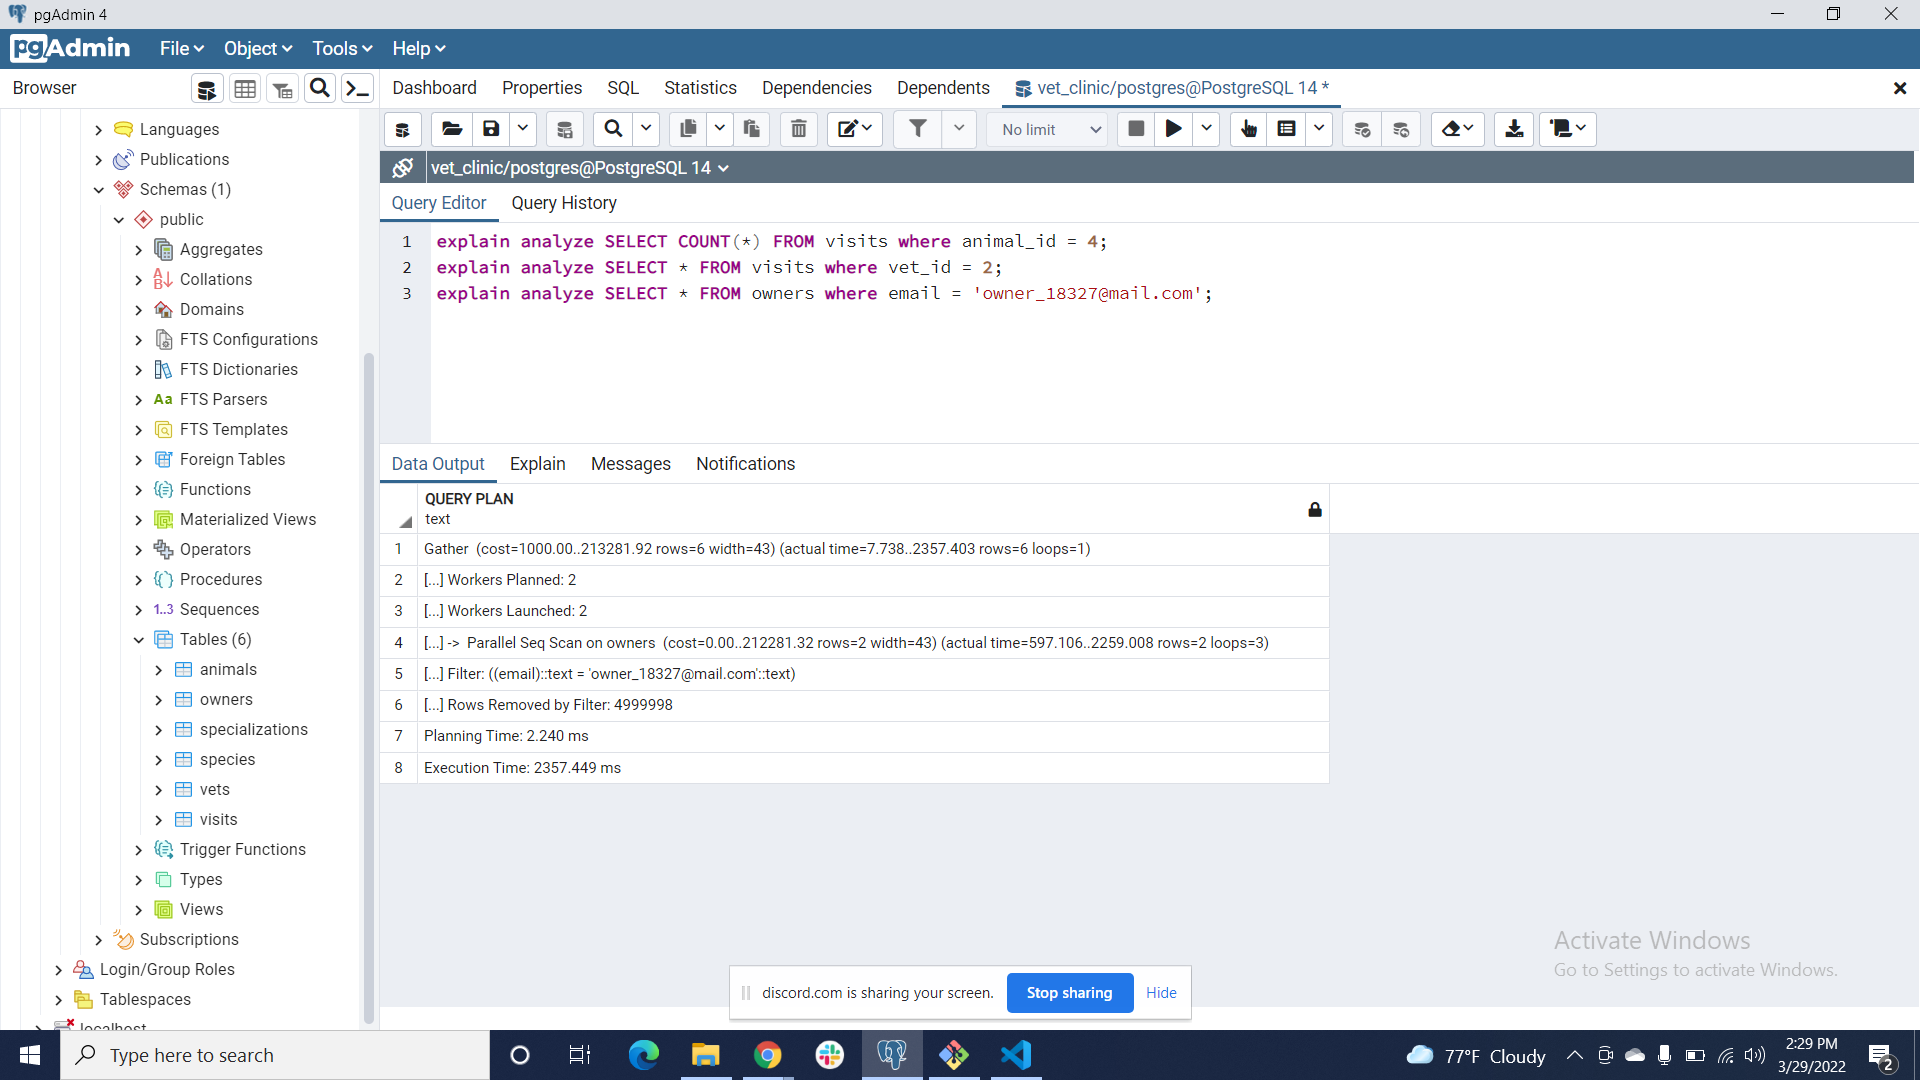 pgAdmin 4
pgAdmin File Object Tools Help
Browser
Dashboard Properties SQL Statistics Dependencies Dependents vet_clinic/postgres@PostgreSQL 14 *
No limit
vet_clinic/postgres@PostgreSQL 14
Query Editor Query History
1 explain analyze SELECT COUNT(*) FROM visits where animal_id = 4;
2 explain analyze SELECT * FROM visits where vet_id = 2;
3 explain analyze SELECT * FROM owners where email = 'owner_18327@mail.com';
Languages
Publications
Schemas (1)
public
Aggregates
Collations
Domains
FTS Configurations
FTS Dictionaries
Aa FTS Parsers
FTS Templates
Foreign Tables
Functions
Materialized Views
Operators
Procedures
1..3 Sequences
Tables (6)
animals
owners
specializations
species
vets
visits
Trigger Functions
Types
Views
Subscriptions
Login/Group Roles
Tablespaces
localhost
Data Output Explain Messages Notifications
QUERY PLAN
text
1 Gather (cost=1000.00..213281.92 rows=6 width=43) (actual time=7.738..2357.403 rows=6 loops=1)
2 [...] Workers Planned: 2
3 [...] Workers Launched: 2
4 [...] -> Parallel Seq Scan on owners (cost=0.00..212281.32 rows=2 width=43) (actual time=597.106..2259.008 rows=2 loops=3)
5 [...] Filter: ((email)::text = 'owner_18327@mail.com'::text)
6 [...] Rows Removed by Filter: 4999998
7 Planning Time: 2.240 ms
8 Execution Time: 2357.449 ms
Activate Windows
Go to Settings to activate Windows.
discord.com is sharing your screen. Stop sharing Hide
Type here to search
77°F Cloudy
2:29 PM
3/29/2022
2